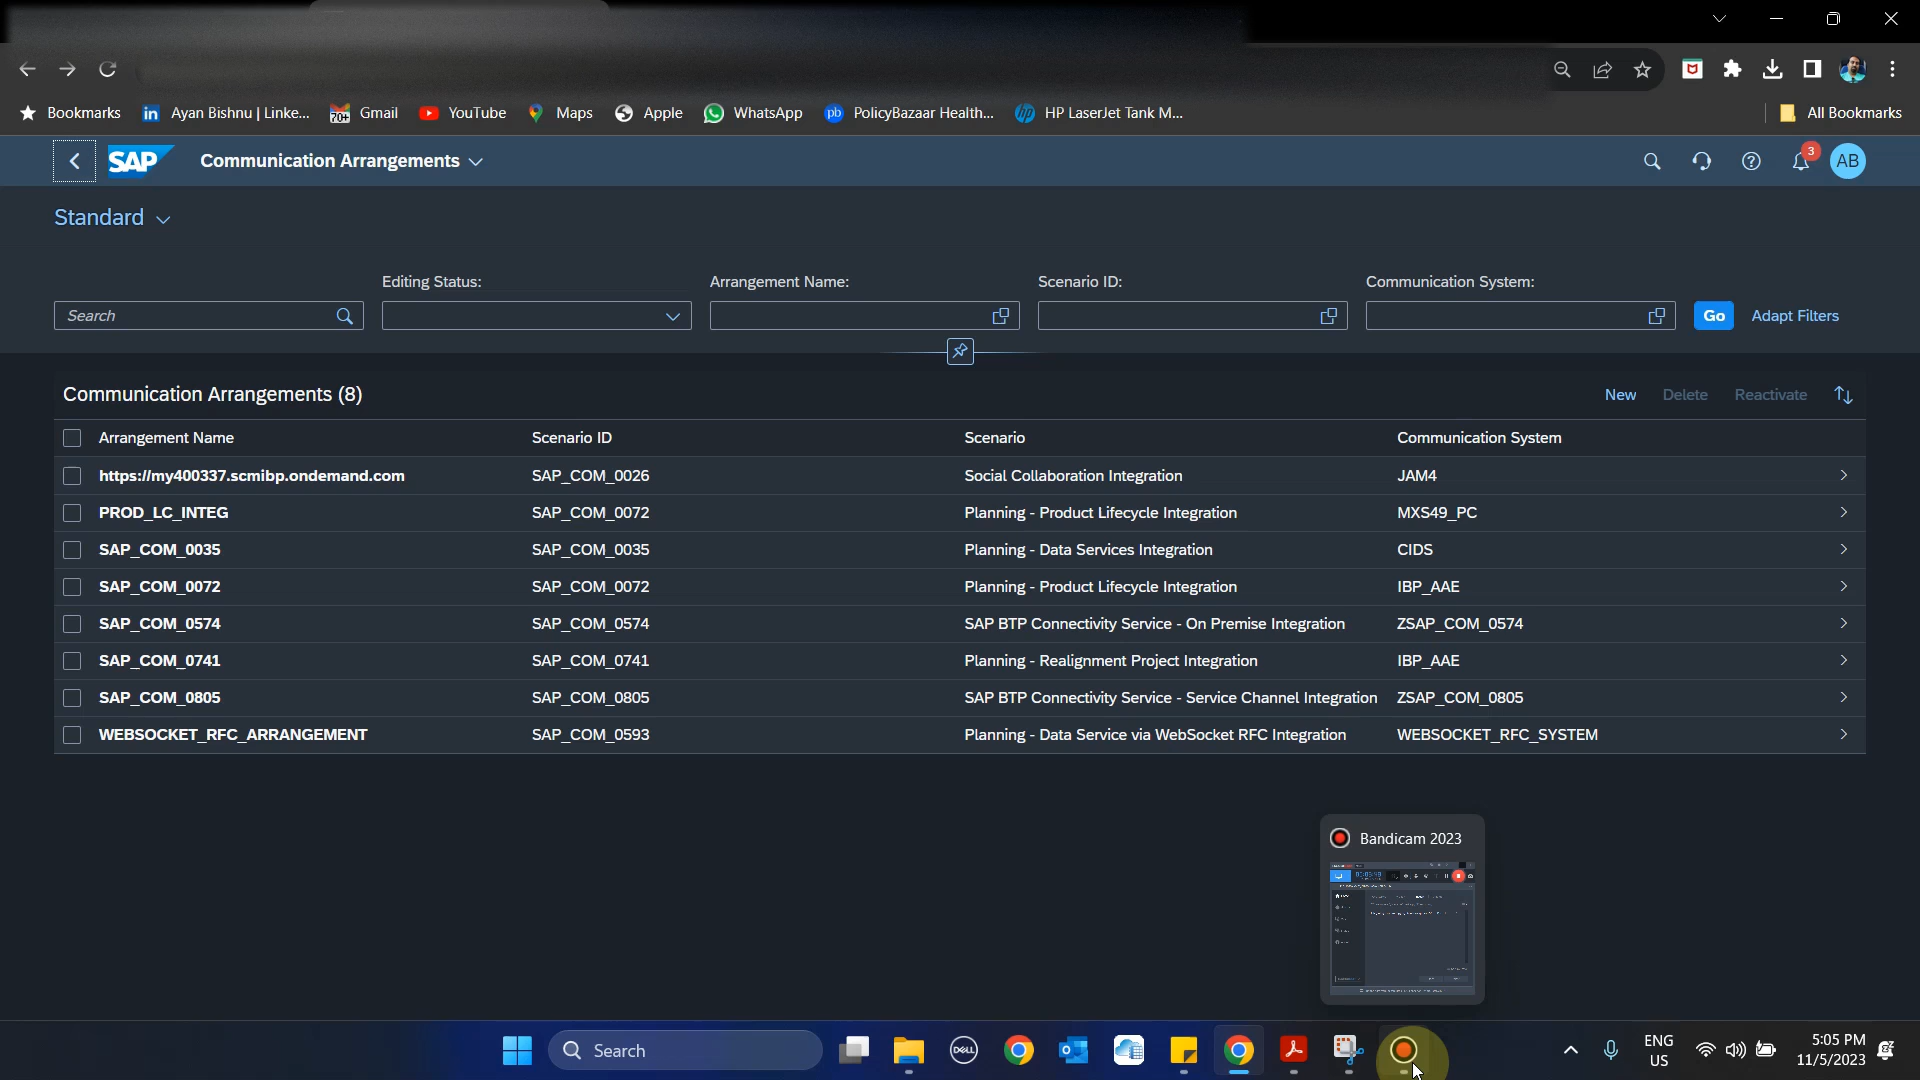 Bookmarks Ayan Bishnu | Linke... 70+ Gmail YouTube Maps Apple WhatsApp pb PolicyBazaar Health... hp HP LaserJet Tank M... All Bookmarks
SAP Communication Arrangements 3 AB
Standard
Editing Status: Arrangement Name: Scenario ID: Communication System:
Search Go Adapt Filters
Communication Arrangements (8) New Delete Reactivate
Arrangement Name Scenario ID Scenario Communication System
https://my400337.scmibp.ondemand.com SAP_COM_0026 Social Collaboration Integration JAM4
PROD_LC_INTEG SAP_COM_0072 Planning - Product Lifecycle Integration MXS49_PC
SAP_COM_0035 SAP_COM_0035 Planning - Data Services Integration CIDS
SAP_COM_0072 SAP_COM_0072 Planning - Product Lifecycle Integration IBP_AAE
SAP_COM_0574 SAP_COM_0574 SAP BTP Connectivity Service - On Premise Integration ZSAP_COM_0574
SAP_COM_0741 SAP_COM_0741 Planning - Realignment Project Integration IBP_AAE
SAP_COM_0805 SAP_COM_0805 SAP BTP Connectivity Service - Service Channel Integration ZSAP_COM_0805
WEBSOCKET_RFC_ARRANGEMENT SAP_COM_0593 Planning - Data Service via WebSocket RFC Integration WEBSOCKET_RFC_SYSTEM
Bandicam 2023
Search DELL ENG 5:05 PM
US 11/5/2023